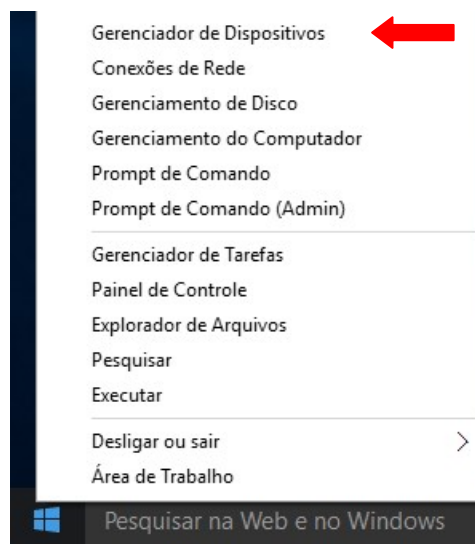 Gerenciador de Dispositivos
Conexões de Rede
Gerenciamento de Disco
Gerenciamento do Computador
Prompt de Comando
Prompt de Comando (Admin)
Gerenciador de Tarefas
Painel de Controle
Explorador de Arquivos
Pesquisar
Executar
Desligar ou sair
Área de Trabalho
Pesquisar na Web e no Windows